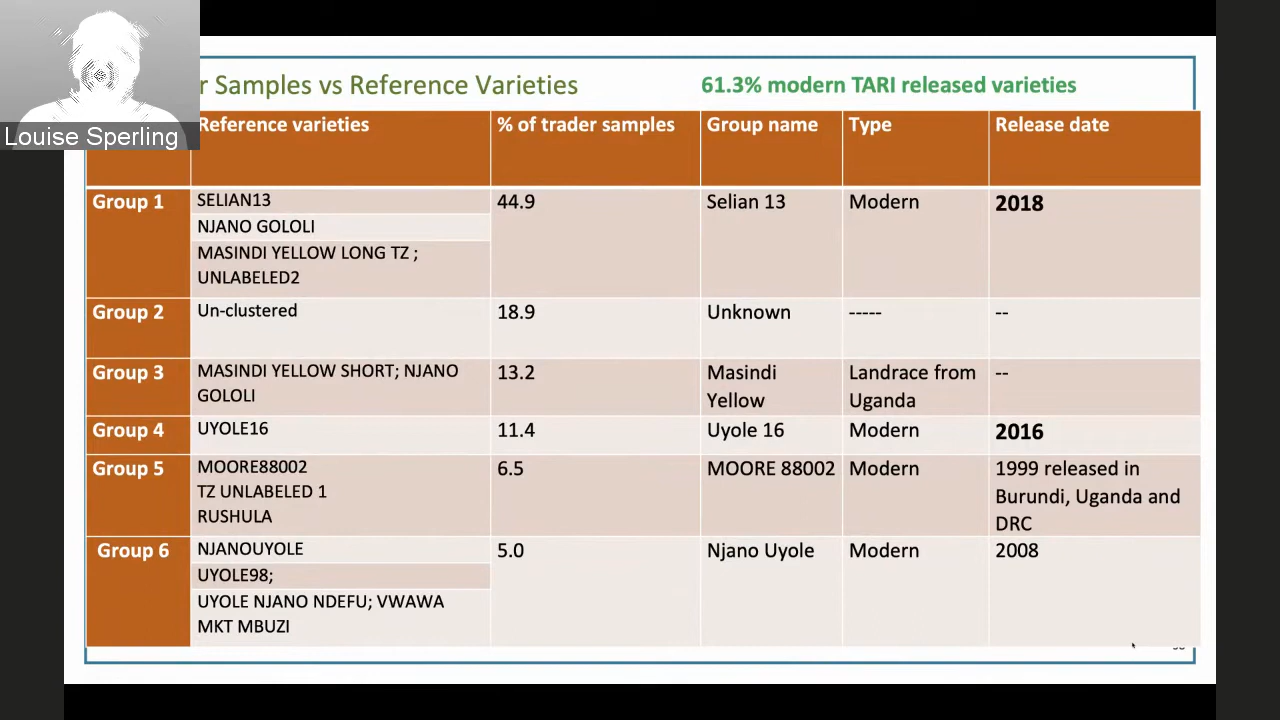 r Samples vs Reference Varieties
61.3% modern TARI released varieties
Louise Sperling
Reference varieties
% of trader samples
Group name
Type
Release date
Group 1
SELIAN13
NJANO GOLOLI
MASINDI YELLOW LONG TZ ;
UNLABELED2
44.9
Selian 13
Modern
2018
Group 2
Un-clustered
18.9
Unknown
-----
--
Group 3
MASINDI YELLOW SHORT; NJANO
GOLOLI
13.2
Masindi
Yellow
Landrace from
Uganda
--
Group 4
UYOLE16
11.4
Uyole 16
Modern
2016
Group 5
MOORE88002
TZ UNLABELED 1
RUSHULA
6.5
MOORE 88002
Modern
1999 released in
Burundi, Uganda and
DRC
Group 6
NJANOUYOLE
UYOLE98;
UYOLE NJANO NDEFU; VWAWA
MKT MBUZI
5.0
Njano Uyole
Modern
2008